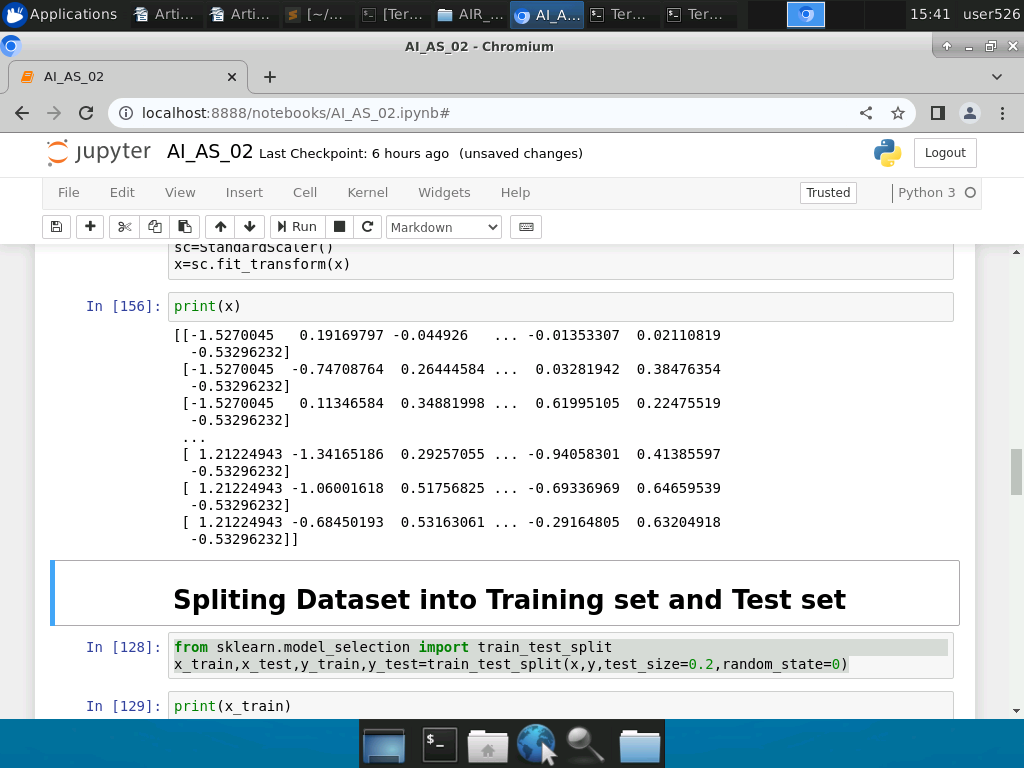 Applications Arti... Arti... [~/... [Ter... AIR_... AI_A... Ter... Ter... 15:41 user526
AI_AS_02 - Chromium
AI_AS_02
localhost:8888/notebooks/AI_AS_02.ipynb#
jupyter AI_AS_02 Last Checkpoint: 6 hours ago (unsaved changes) Logout
File Edit View Insert Cell Kernel Widgets Help Trusted Python 3
Run Markdown
sc=StandardScaler()
x=sc.fit_transform(x)
In [156]: print(x)
[[-1.5270045   0.19169797 -0.044926   ... -0.01353307  0.02110819
  -0.53296232]
 [-1.5270045  -0.74708764  0.26444584 ...  0.03281942  0.38476354
  -0.53296232]
 [-1.5270045   0.11346584  0.34881998 ...  0.61995105  0.22475519
  -0.53296232]
 ...
 [ 1.21224943 -1.34165186  0.29257055 ... -0.94058301  0.41385597
  -0.53296232]
 [ 1.21224943 -1.06001618  0.51756825 ... -0.69336969  0.64659539
  -0.53296232]
 [ 1.21224943 -0.68450193  0.53163061 ... -0.29164805  0.63204918
  -0.53296232]]
Spliting Dataset into Training set and Test set
In [128]: from sklearn.model_selection import train_test_split
x_train,x_test,y_train,y_test=train_test_split(x,y,test_size=0.2,random_state=0)
In [129]: print(x_train)